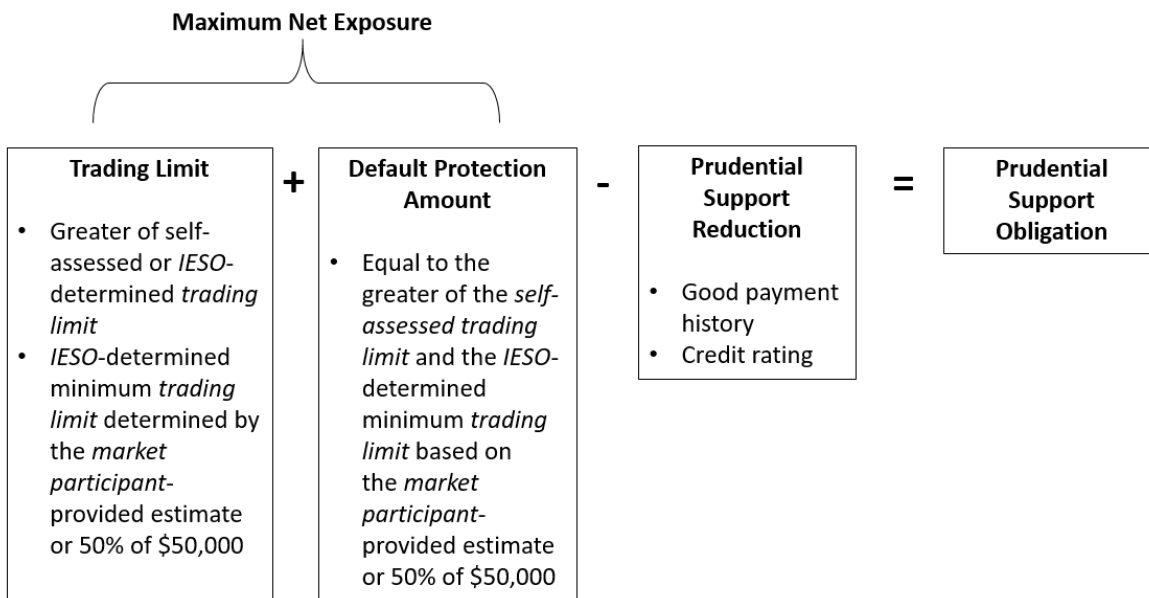 Maximum Net Exposure
Trading Limit
• Greater of self-
assessed or IESO-
determined trading
limit
• IESO-determined
minimum trading
limit determined by
the market
participant-
provided estimate
or 50% of $50,000
+
Default Protection
Amount
• Equal to the
greater of the self-
assessed trading
limit and the IESO-
determined
minimum trading
limit based on
the market
participant-
provided estimate
or 50% of $50,000
-
Prudential
Support
Reduction
• Good payment
history
• Credit rating
=
Prudential
Support
Obligation